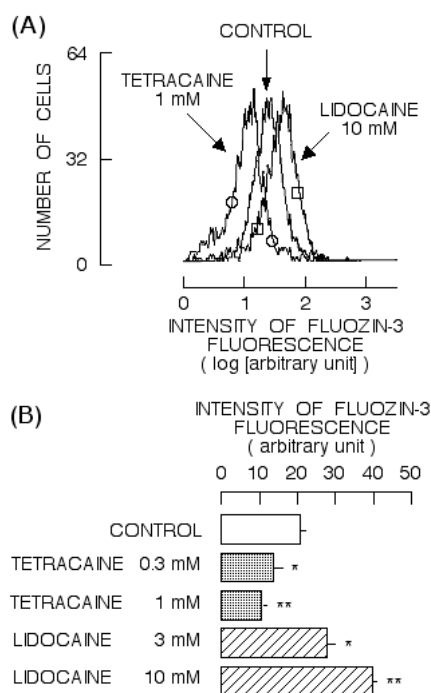 (A)
CONTROL
TETRACAINE
1 mM
LIDOCAINE
10 mM
NUMBER OF CELLS
64
32
0
0 1 2 3
INTENSITY OF FLUOZIN-3
FLUORESCENCE
( log [arbitrary unit] )
(B)
INTENSITY OF FLUOZIN-3
FLUORESCENCE
( arbitrary unit )
0 10 20 30 40 50
CONTROL
TETRACAINE 0.3 mM *
TETRACAINE 1 mM **
LIDOCAINE 3 mM *
LIDOCAINE 10 mM **